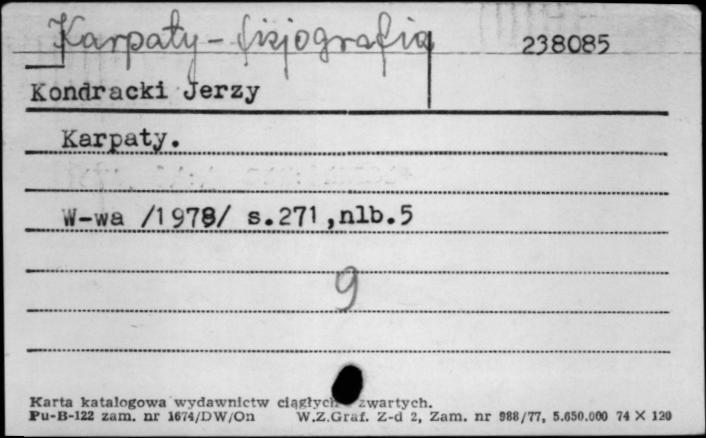 Karpaty - fizjografia 238085
Kondracki Jerzy
Karpaty.
W-wa /1978/ s.271,nlb.5
9
Karta katalogowa wydawnictw ciągłych zwartych.
Pu-B-122 zam. nr 1674/DW/On W.Z.Graf. Z-d 2, Zam. nr 988/77, 5.650.000 74 X 120